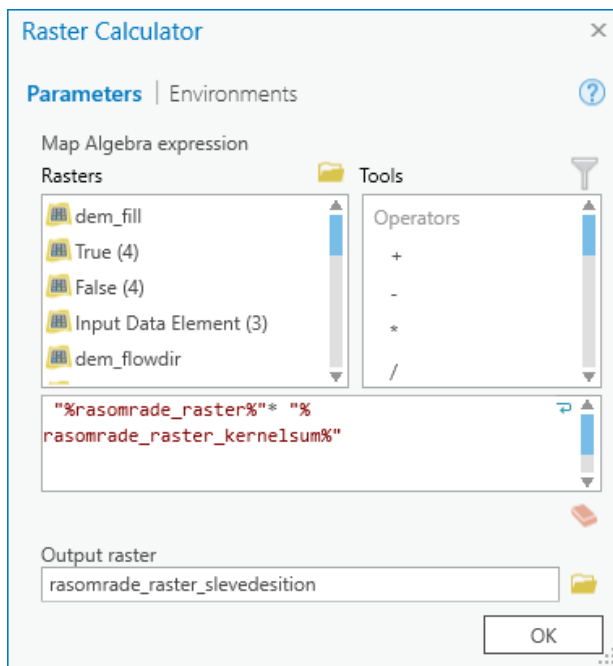 Raster Calculator
Parameters | Environments
Map Algebra expression
Rasters
Tools
dem_fill
True (4)
False (4)
Input Data Element (3)
dem_flowdir
Operators
+
-
*
/
"%rasomrade_raster%"* "%
rasomrade_raster_kernelsum%"
Output raster
rasomrade_raster_slevedesition
OK